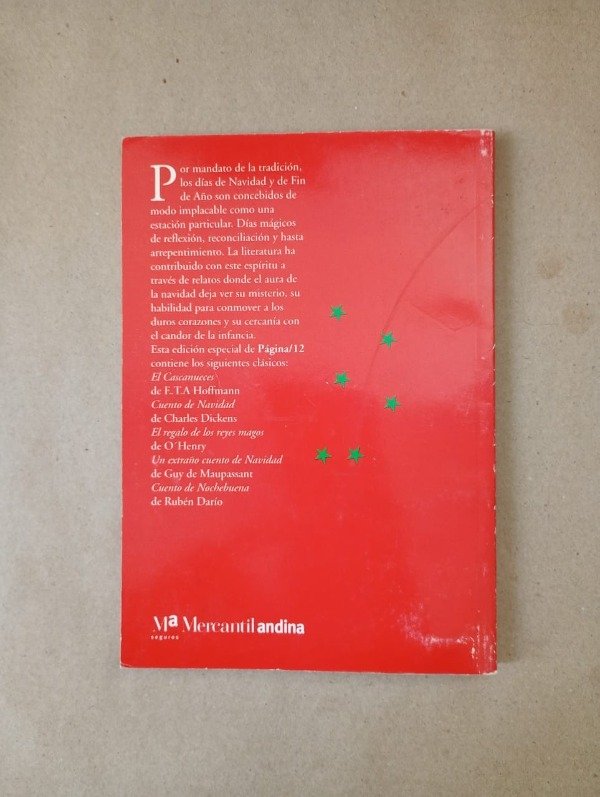 Por mandato de la tradición,
los días de Navidad y de Fin
de Año son concebidos de
modo implacable como una
estación particular. Días mágicos
de reflexión, reconciliación y hasta
arrepentimiento. La literatura ha
contribuido con este espíritu a
través de relatos donde el aura de
la navidad deja ver su misterio, su
habilidad para conmover a los
duros corazones y su cercanía con
el candor de la infancia.
Esta edición especial de Página/12
contiene los siguientes clásicos:
El Cascanueces
de E.T.A Hoffmann
Cuento de Navidad
de Charles Dickens
El regalo de los reyes magos
de O´Henry
Un extraño cuento de Navidad
de Guy de Maupassant
Cuento de Nochebuena
de Rubén Darío
Ma Mercantil andina
seguros